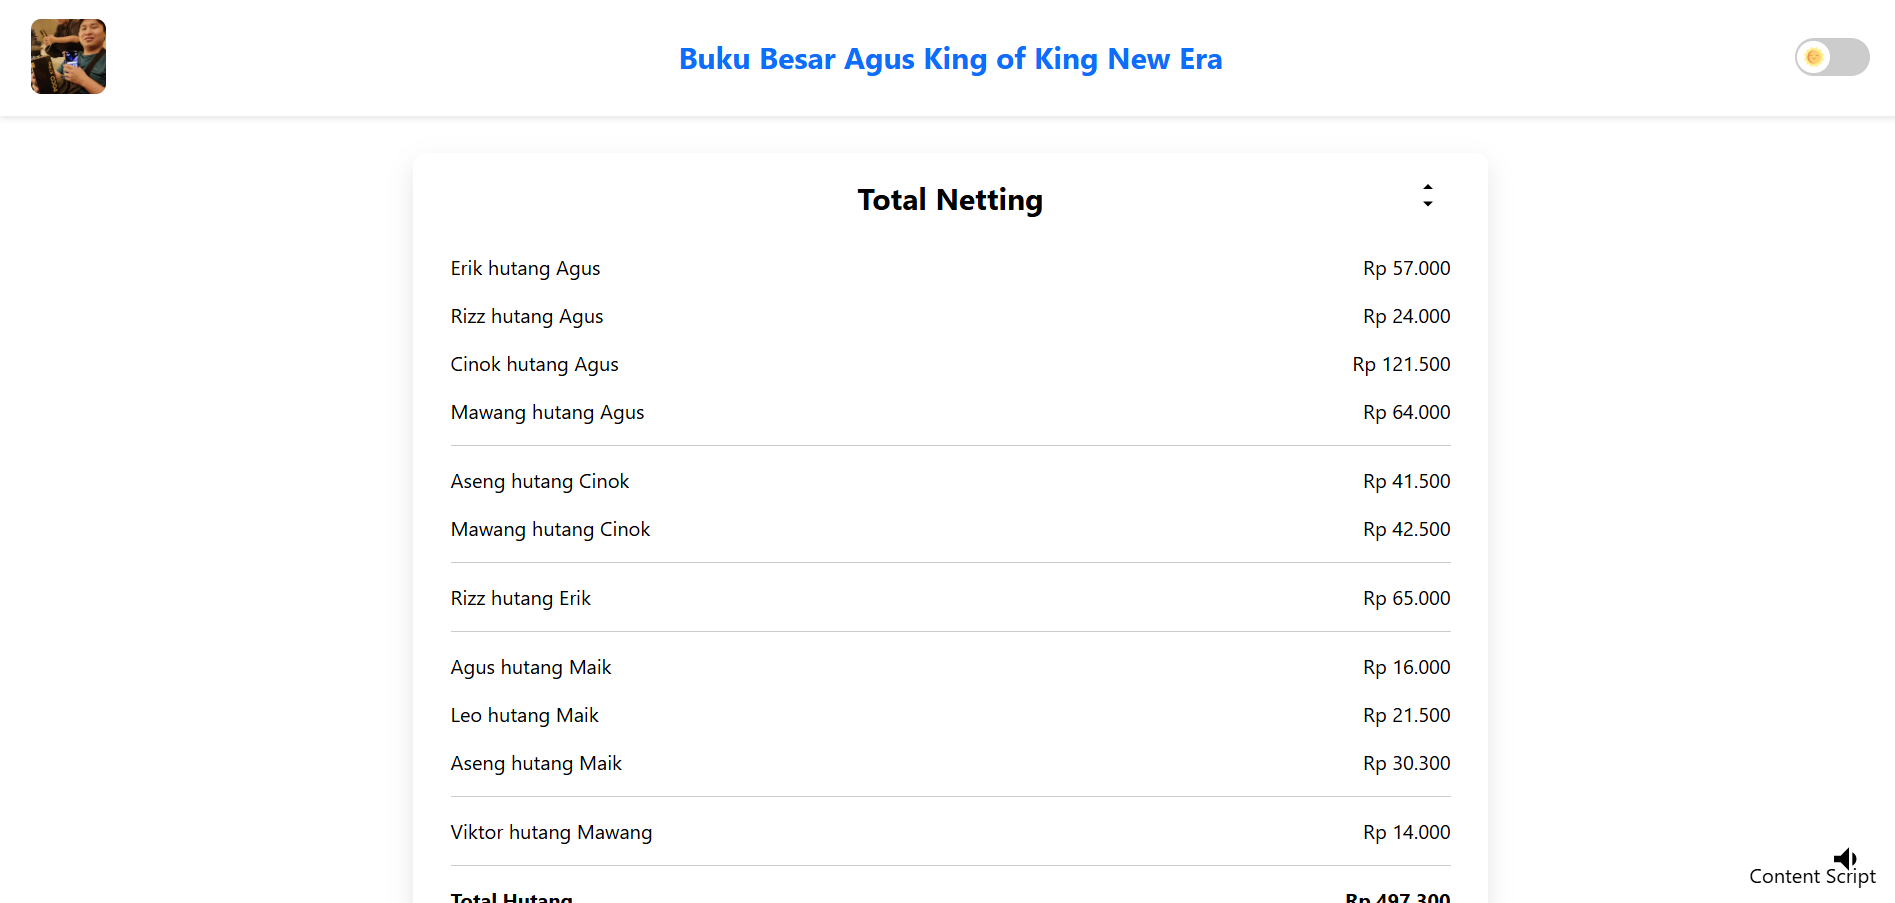 Buku Besar Agus King of King New Era
Total Netting
Erik hutang Agus Rp 57.000
Rizz hutang Agus Rp 24.000
Cinok hutang Agus Rp 121.500
Mawang hutang Agus Rp 64.000
Aseng hutang Cinok Rp 41.500
Mawang hutang Cinok Rp 42.500
Rizz hutang Erik Rp 65.000
Agus hutang Maik Rp 16.000
Leo hutang Maik Rp 21.500
Aseng hutang Maik Rp 30.300
Viktor hutang Mawang Rp 14.000
Total Hutang Rp 497.300
Content Script